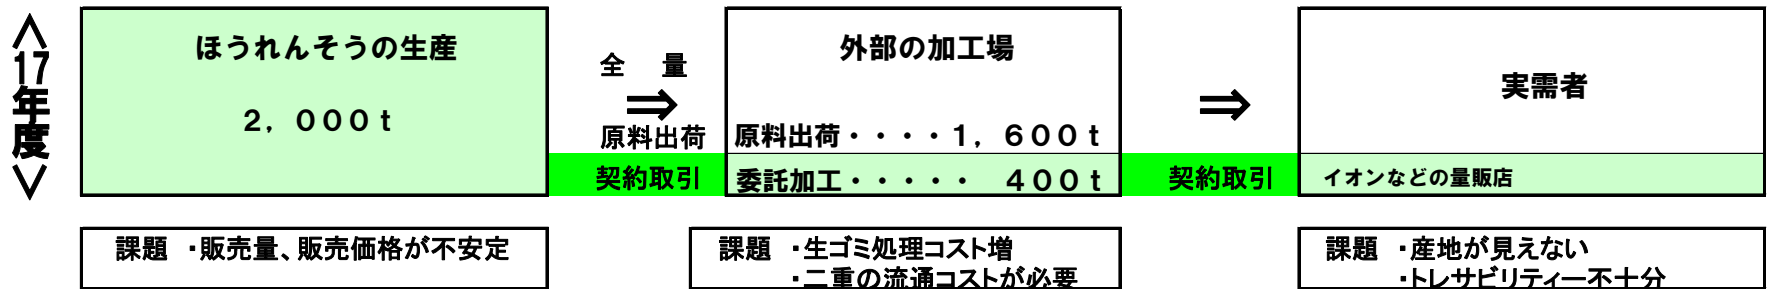 ＜17年度＞
ほうれんそうの生産
２，０００ｔ
全　量
⇒
原料出荷
契約取引
外部の加工場
原料出荷・・・・１，６００ｔ
委託加工・・・・・　４００ｔ
⇒
契約取引
実需者
イオンなどの量販店
課題　・販売量、販売価格が不安定
課題　・生ゴミ処理コスト増
・二重の流通コストが必要
課題　・産地が見えない
・トレサビリティー不十分